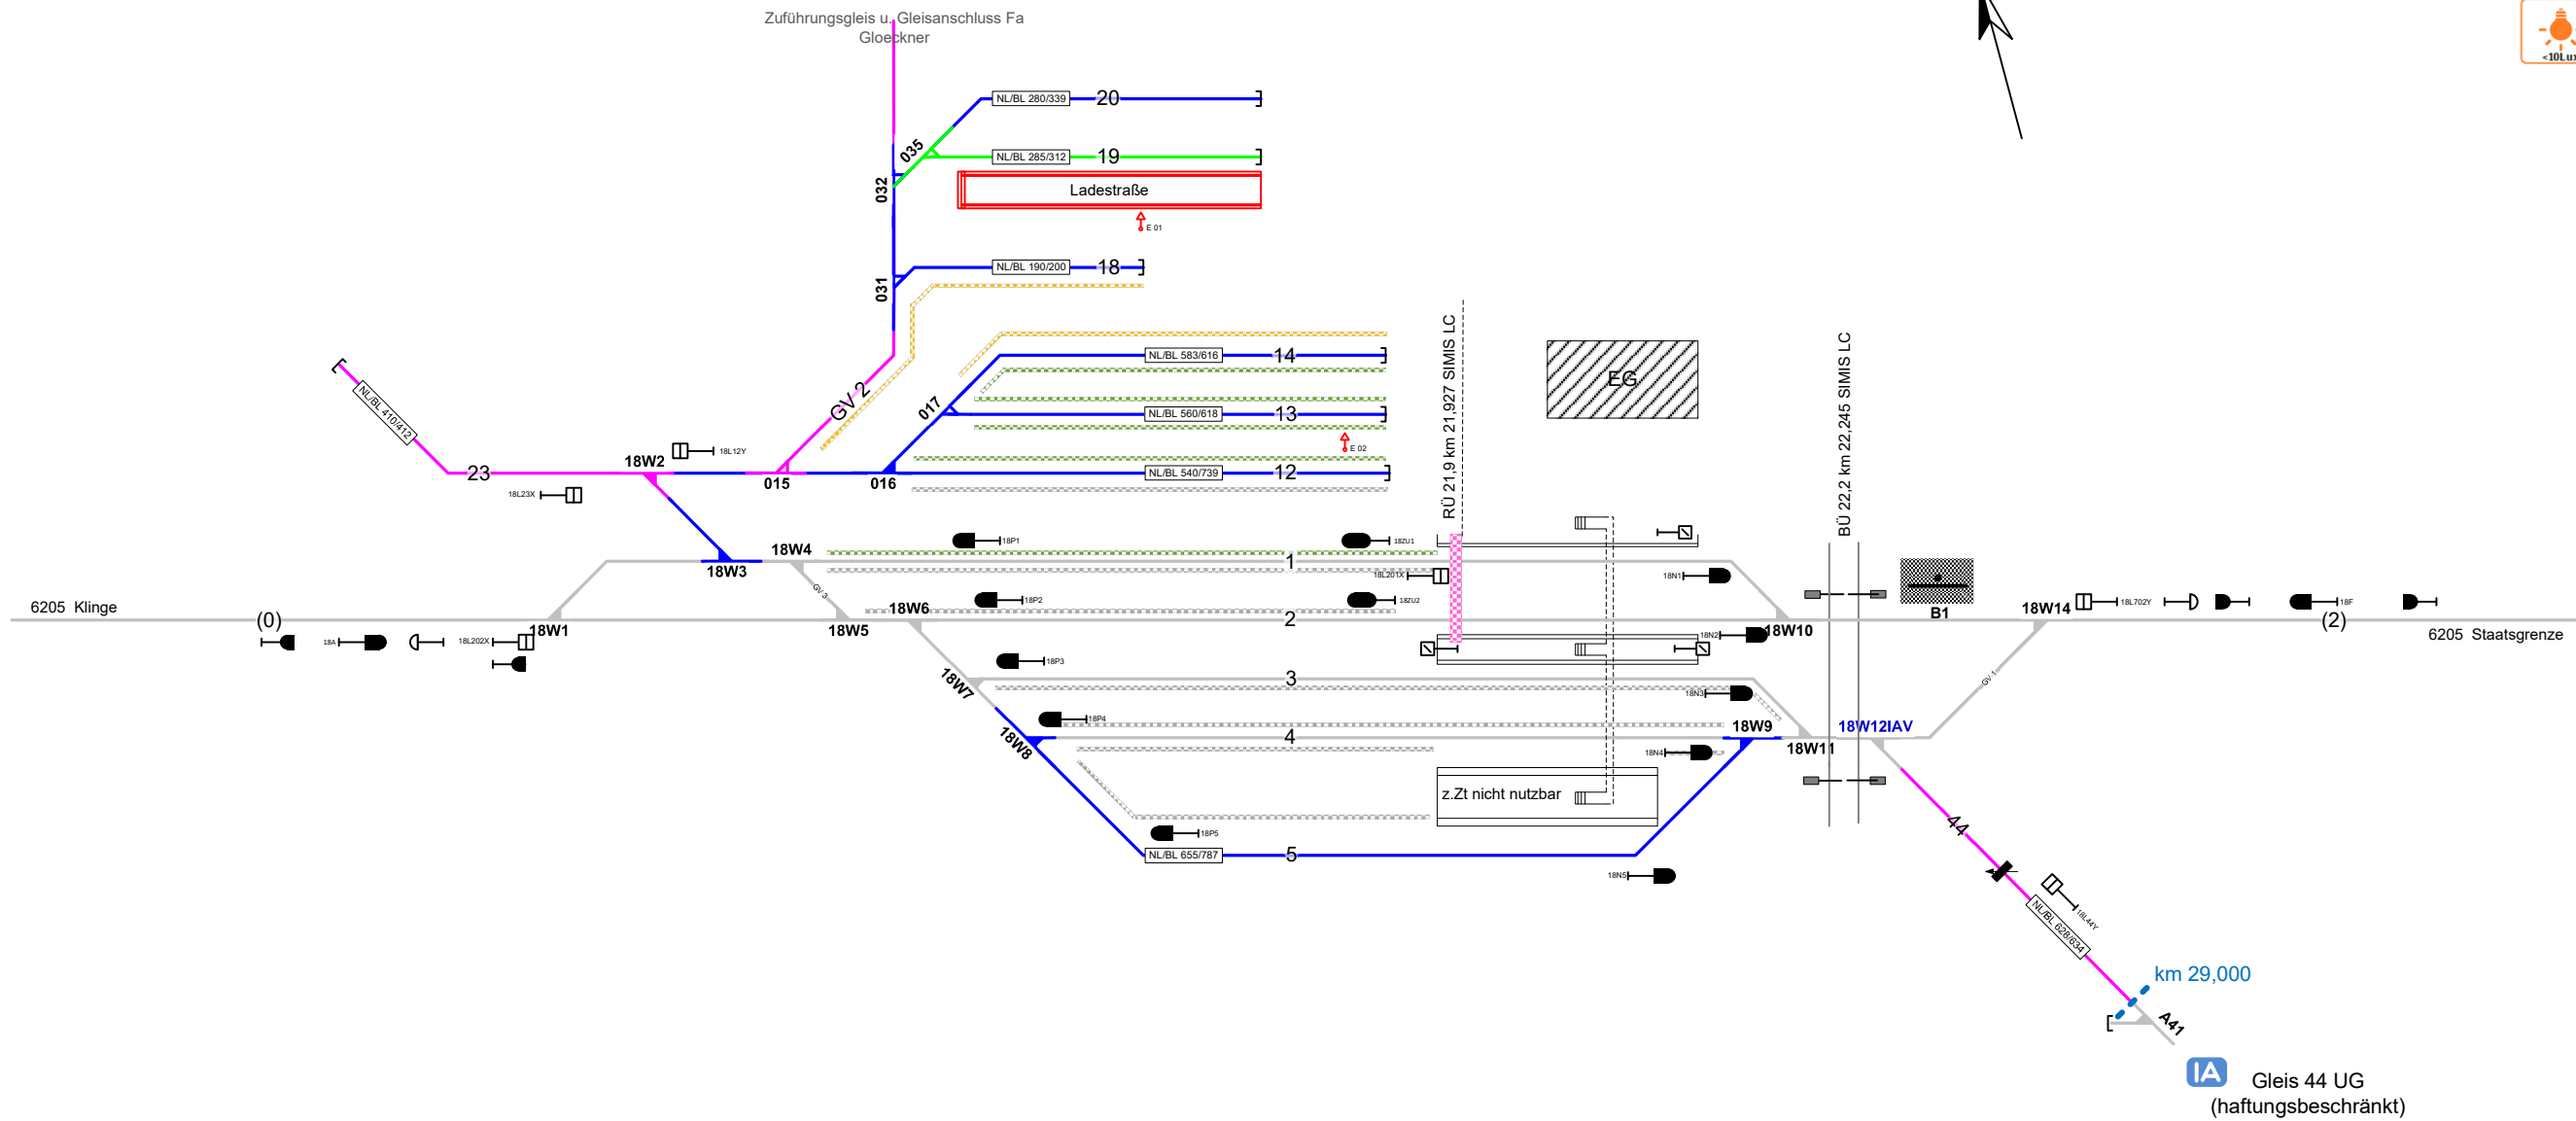 Zuführungsgleis u. Gleisanschluss Fa
Gloeckner
<10Lux
NL/BL 280/339
20
035
NL/BL 285/312
19
032
Ladestraße
E 01
NL/BL 190/200
18
031
RÜ 21,9 km 21,927 SIMIS LC
BÜ 22,2 km 22,245 SIMIS LC
EG
NL/BL 583/616
14
GV 2
017
NL/BL 560/618
13
NL/BL 410/412
E 02
18W2
18L12Y
23
015
016
NL/BL 540/739
12
18L23X
18P1
18ZU1
18W4
1
18W3
18L201X
18N1
GV 3
6205 Klinge
18P2
18ZU2
18W6
B1
18W14
18L702Y
18F
(0)
18W1
18W5
2
18N2
18W10
(2)
6205 Staatsgrenze
18A
18L202X
18P3
18W7
3
18N3
GV 1
18P4
18W8
4
18W9
18W12IAV
18N4
18W11
z.Zt nicht nutzbar
44
18P5
NL/BL 655/787
5
18N5
18L44Y
NL/BL 628/634
km 29,000
A41
IA
Gleis 44 UG
(haftungsbeschränkt)